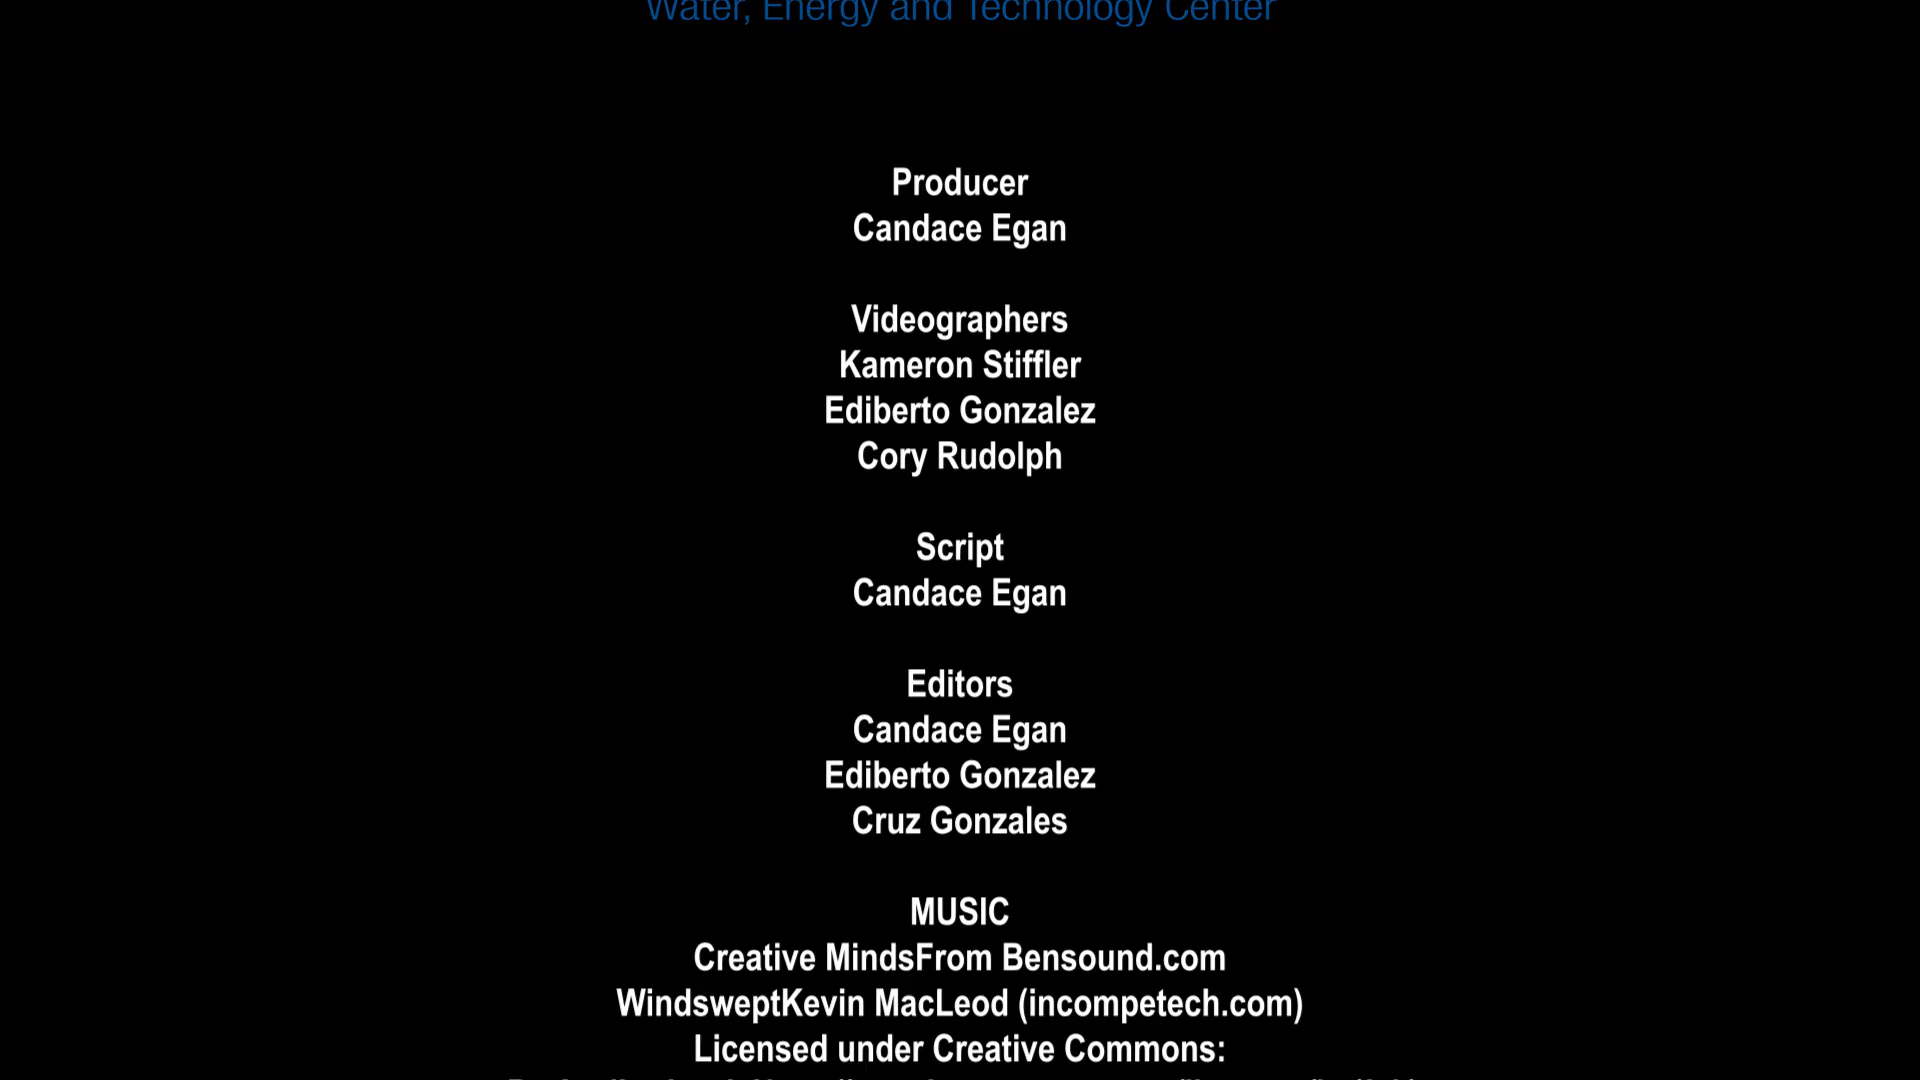 Water, Energy and Technology Center
Producer
Candace Egan
Videographers
Kameron Stiffler
Ediberto Gonzalez
Cory Rudolph
Script
Candace Egan
Editors
Candace Egan
Ediberto Gonzalez
Cruz Gonzales
MUSIC
Creative MindsFrom Bensound.com
WindsweptKevin MacLeod (incompetech.com)
Licensed under Creative Commons: